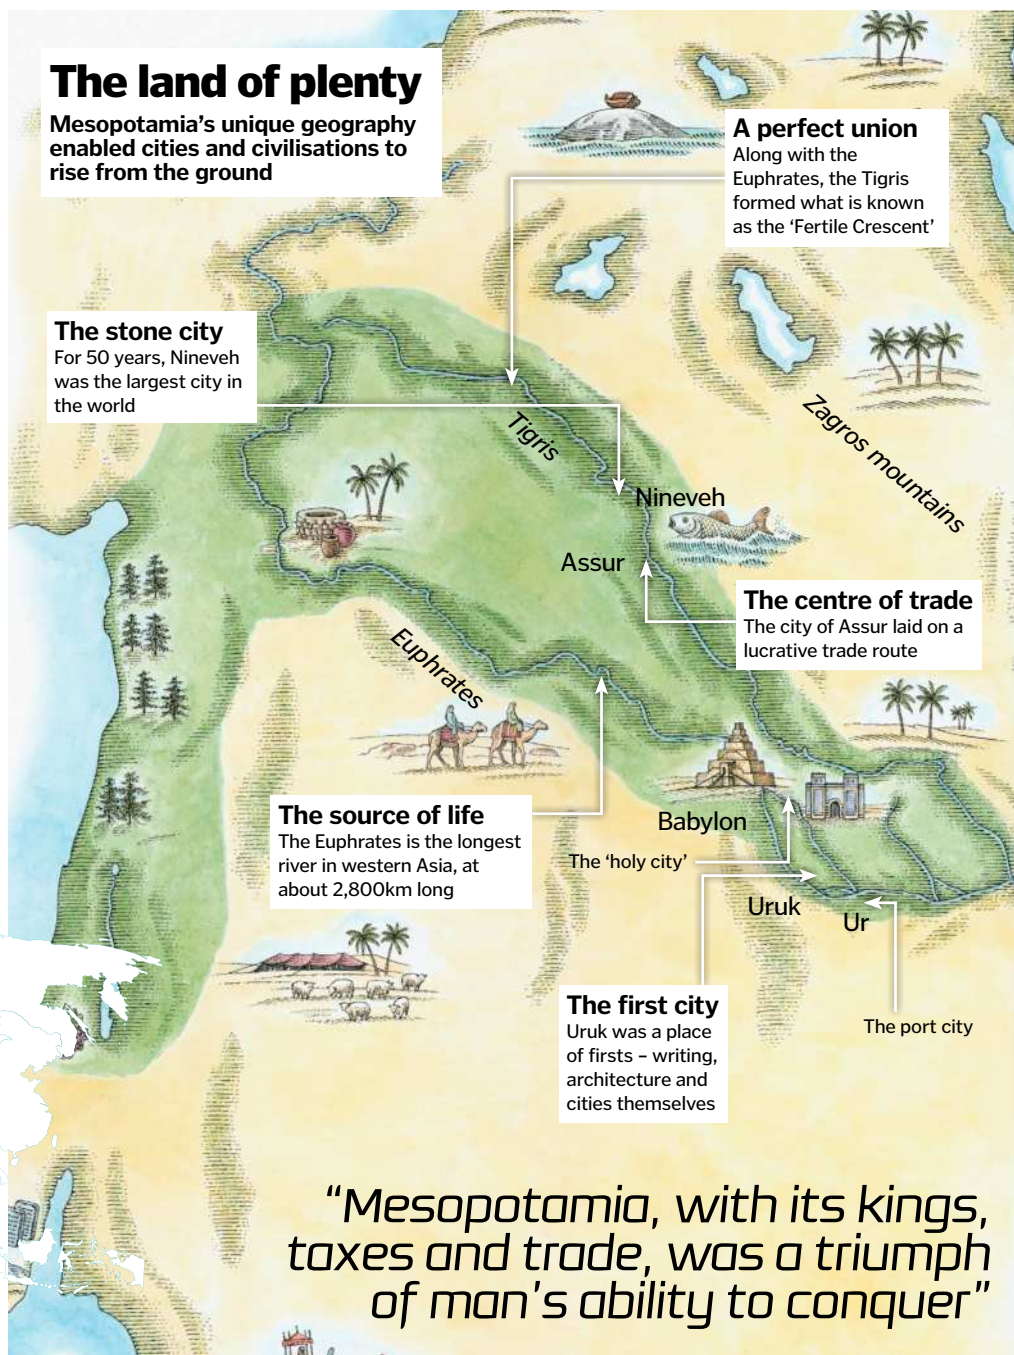 The land of plenty
Mesopotamia's unique geography
enabled cities and civilisations to
rise from the ground
A perfect union
Along with the
Euphrates, the Tigris
formed what is known
as the 'Fertile Crescent'
The stone city
For 50 years, Nineveh
was the largest city in
the world
Tigris
Zagros mountains
Nineveh
Assur
The centre of trade
The city of Assur laid on a
lucrative trade route
Euphrates
The source of life
The Euphrates is the longest
river in western Asia, at
about 2,800km long
Babylon
The 'holy city'
Uruk
Ur
The first city
Uruk was a place
of firsts – writing,
architecture and
cities themselves
The port city
“Mesopotamia, with its kings,
taxes and trade, was a triumph
of man's ability to conquer”